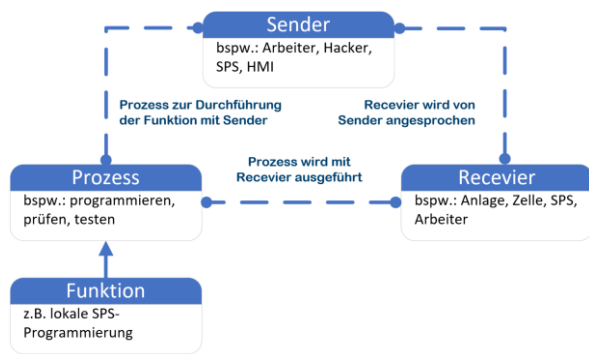 Sender
bspw.: Arbeiter, Hacker,
SPS, HMI
Prozess zur Durchführung
der Funktion mit Sender
Recevier wird von
Sender angesprochen
Prozess wird mit
Recevier ausgeführt
Prozess
bspw.: programmieren,
prüfen, testen
Recevier
bspw.: Anlage, Zelle, SPS,
Arbeiter
Funktion
z.B. lokale SPS-
Programmierung